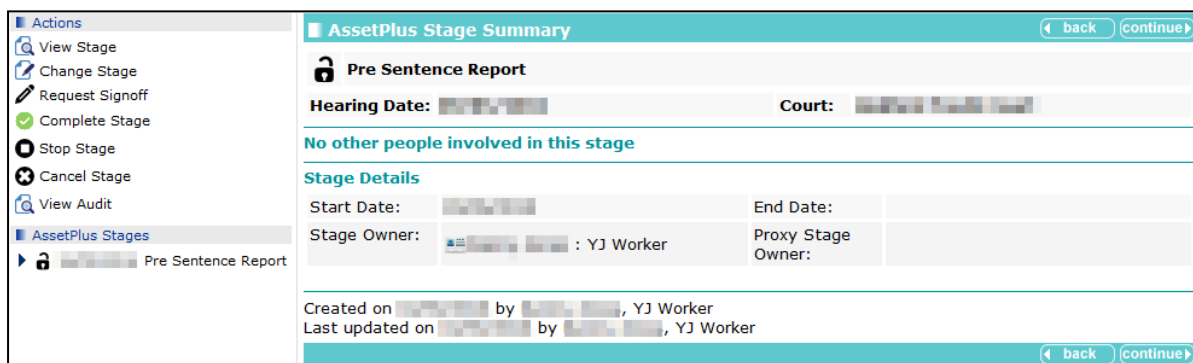 Actions
View Stage
Change Stage
Request Signoff
Complete Stage
Stop Stage
Cancel Stage
View Audit
AssetPlus Stages
Pre Sentence Report
AssetPlus Stage Summary
back continue
Pre Sentence Report
Hearing Date: Court:
No other people involved in this stage
Stage Details
Start Date: End Date:
Stage Owner: : YJ Worker Proxy Stage
Owner:
Created on by , YJ Worker
Last updated on by , YJ Worker
back continue